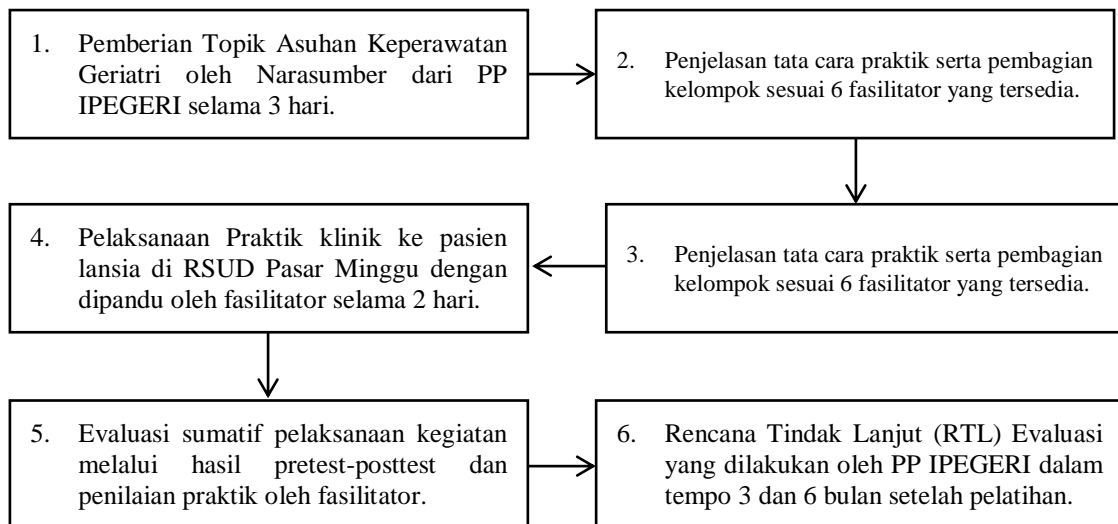 1. Pemberian Topik Asuhan Keperawatan
Geriatri oleh Narasumber dari PP
IPEGERI selama 3 hari.
2. Penjelasan tata cara praktik serta pembagian
kelompok sesuai 6 fasilitator yang tersedia.
3. Penjelasan tata cara praktik serta pembagian
kelompok sesuai 6 fasilitator yang tersedia.
4. Pelaksanaan Praktik klinik ke pasien
lansia di RSUD Pasar Minggu dengan
dipandu oleh fasilitator selama 2 hari.
5. Evaluasi sumatif pelaksanaan kegiatan
melalui hasil pretest-posttest dan
penilaian praktik oleh fasilitator.
6. Rencana Tindak Lanjut (RTL) Evaluasi
yang dilakukan oleh PP IPEGERI dalam
tempo 3 dan 6 bulan setelah pelatihan.